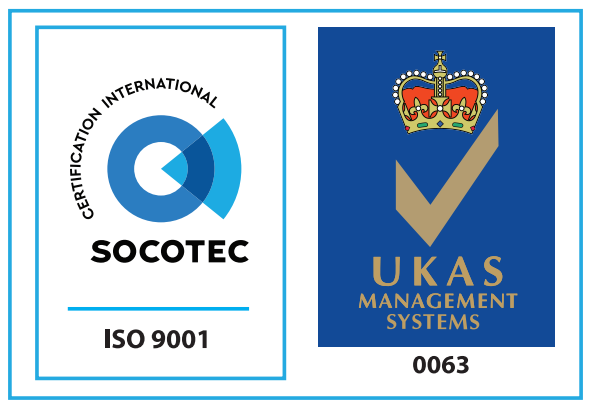 CERTIFICATION INTERNATIONAL
SOCOTEC
ISO 9001
UKAS
MANAGEMENT
SYSTEMS
0063